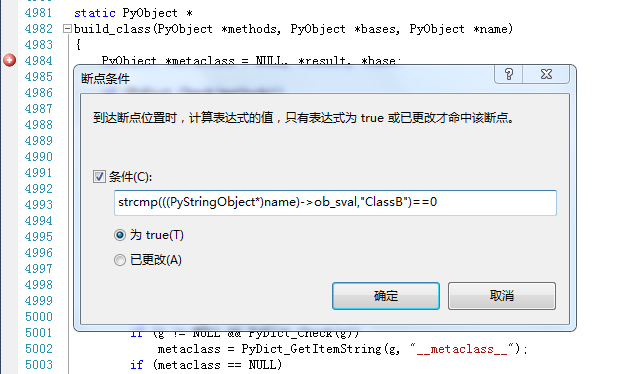 4981 static PyObject *
4982 build_class(PyObject *methods, PyObject *bases, PyObject *name)
4983 {
4984 PyObject *metaclass = NULL, *result, *base;
4985
4986
4987
4988
4989
4990
4991
4992
4993
4994
4995
4996
4997
4998
4999
5001
5002 metaclass = PyDict_GetItemString(g, "__metaclass__");
5003 if (metaclass == NULL)
断点条件
到达断点位置时，计算表达式的值，只有表达式为 true 或已更改才命中该断点。
条件(C):
strcmp(((PyStringObject*)name)->ob_sval,"ClassB")==0
为 true(T)
已更改(A)
确定
取消